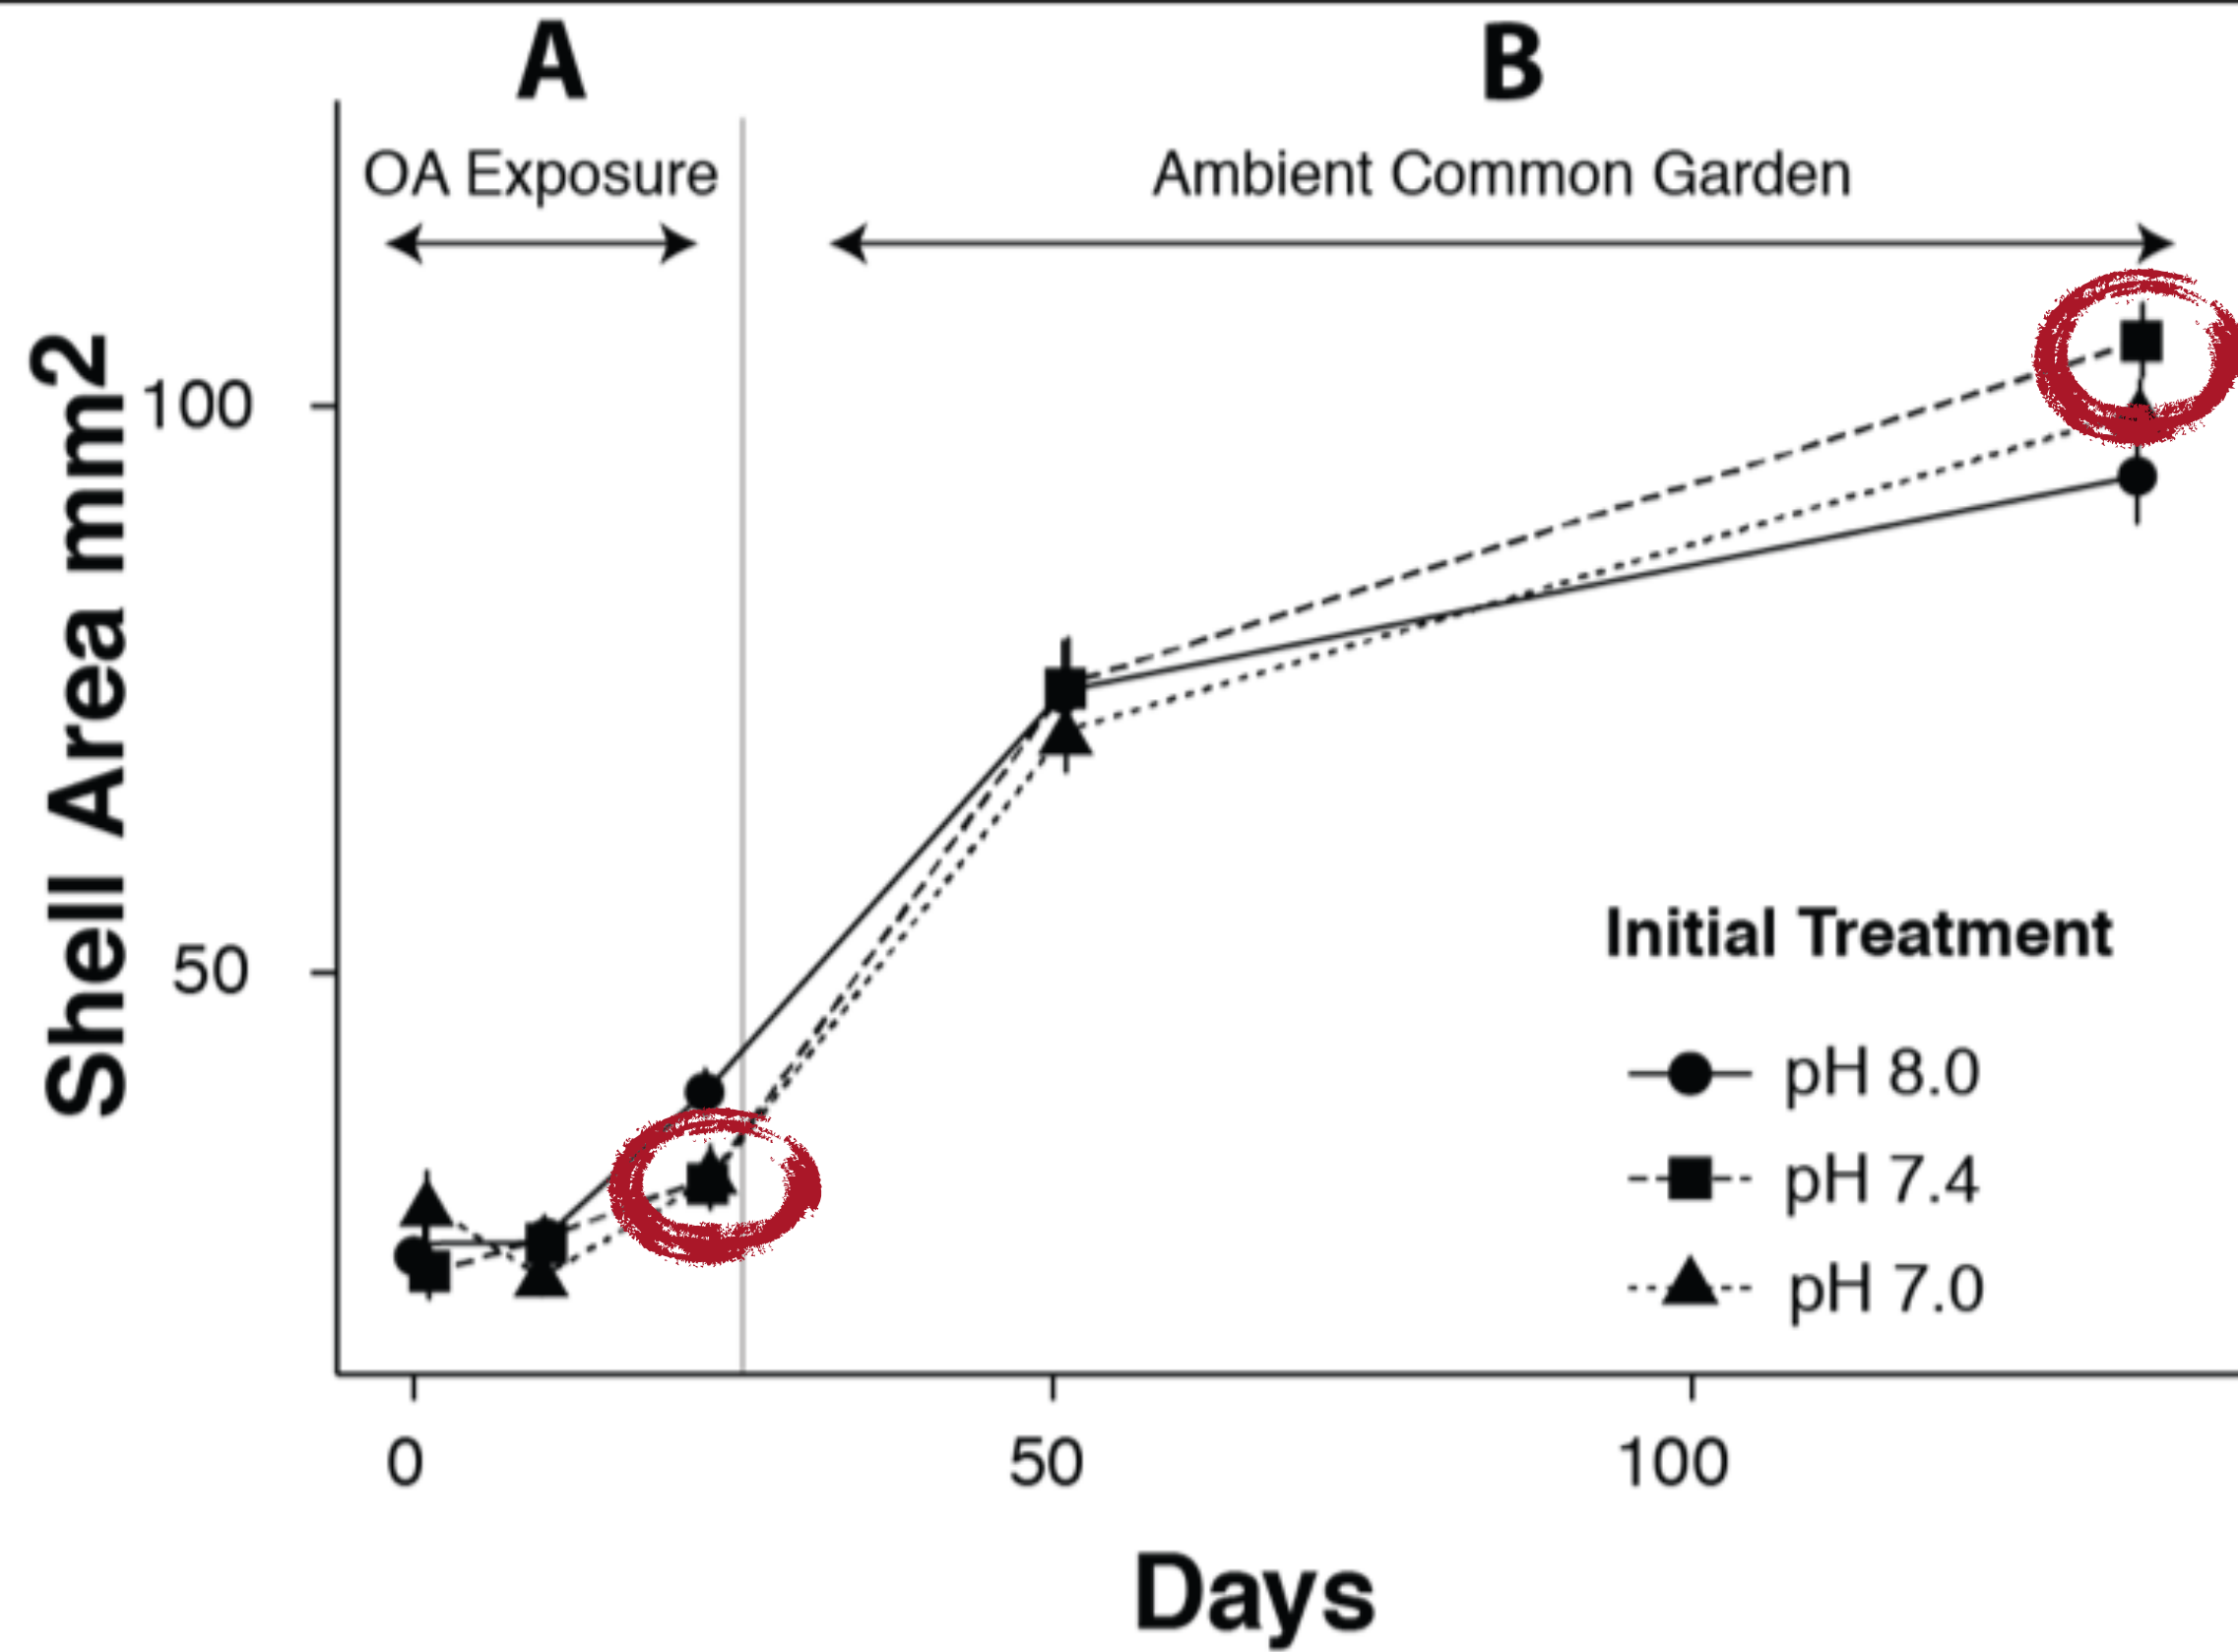 A
B
OA Exposure
Ambient Common Garden
Shell Area mm2
100
50
Initial Treatment
pH 8.0
pH 7.4
pH 7.0
0
50
100
Days